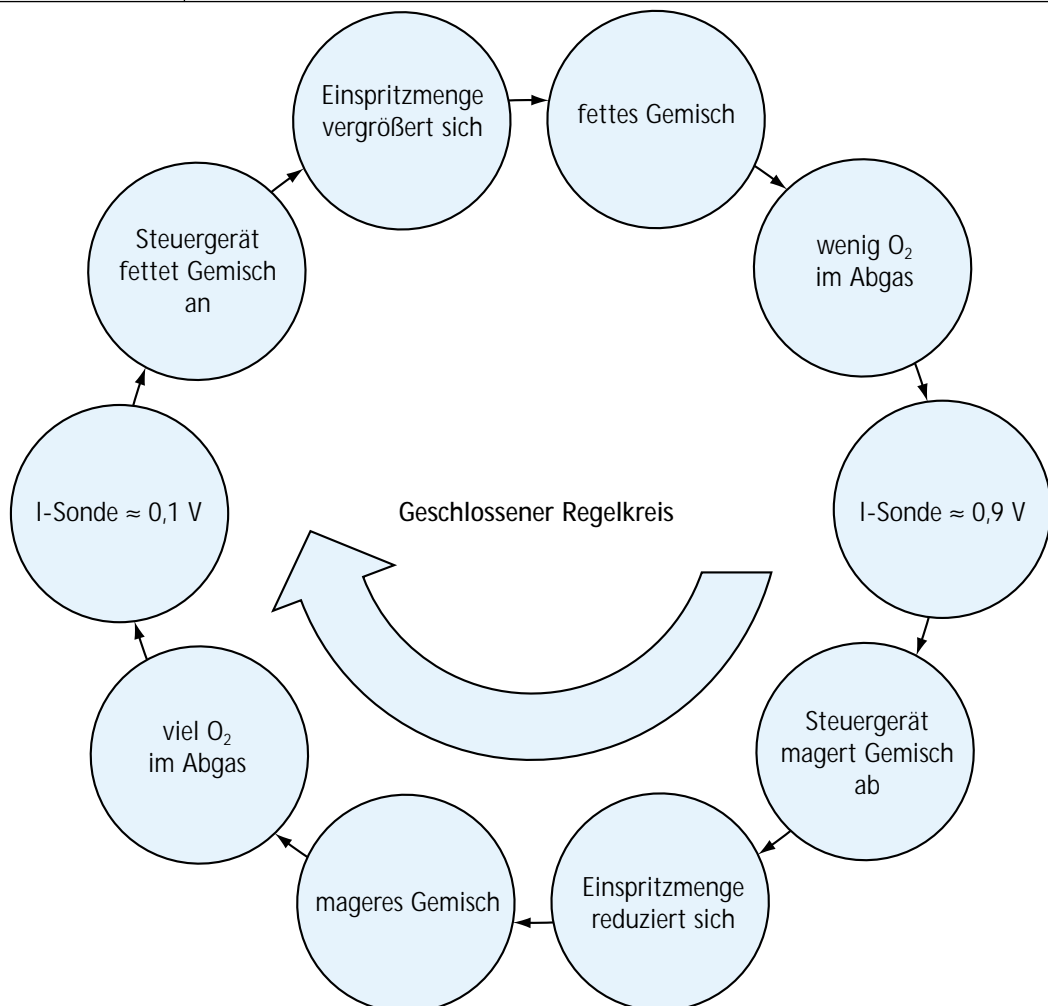 Einspritzmenge
vergrößert sich
fettes Gemisch
wenig O₂
im Abgas
l-Sonde ≈ 0,9 V
Steuergerät
magert Gemisch
ab
Einspritzmenge
reduziert sich
mageres Gemisch
viel O₂
im Abgas
l-Sonde ≈ 0,1 V
Steuergerät
fettet Gemisch
an
Geschlossener Regelkreis